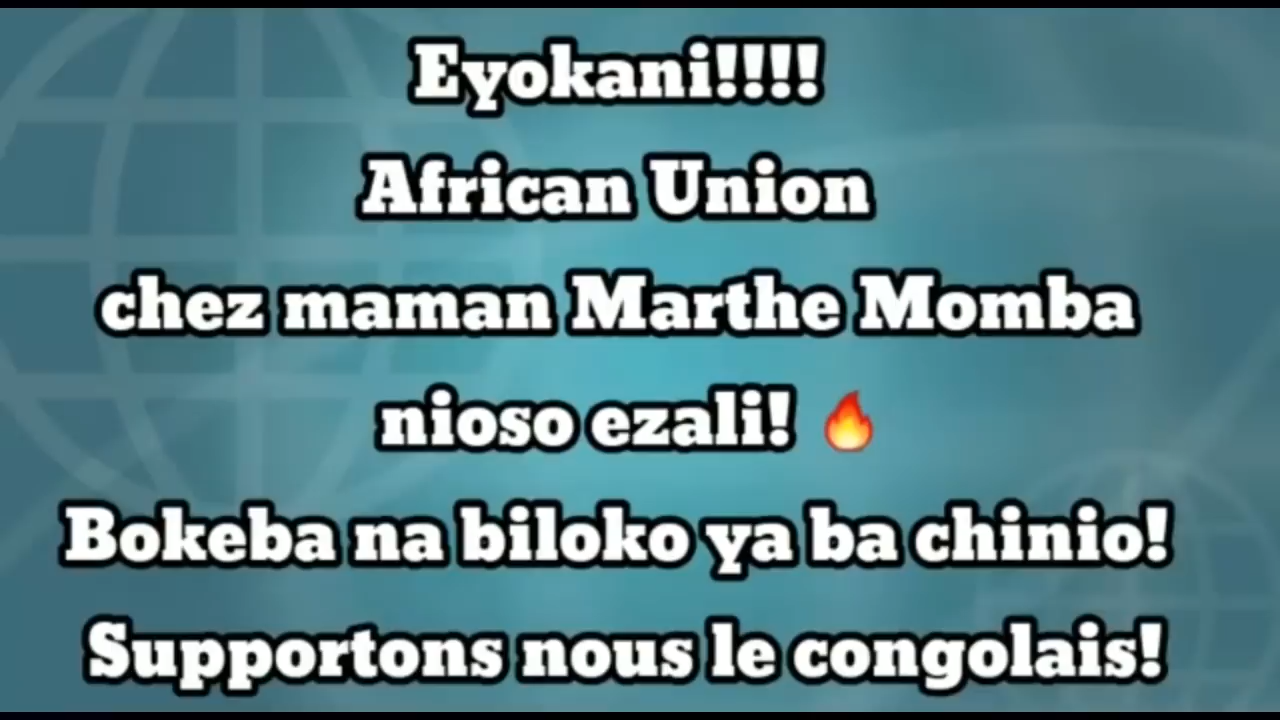 Eyokani!!!!
African Union
chez maman Marthe Momba
nioso ezali! 🔥
Bokeba na biloko ya ba chinio!
Supportons nous le congolais!